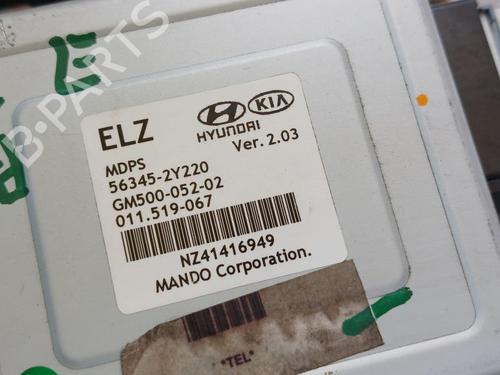 B-PARTS
ELZ
HYUNDAI
KIA
MDPS
Ver. 2.03
56345-2Y220
GM500-052-02
011.519-067
NZ41416949
MANDO Corporation.
"TEL"